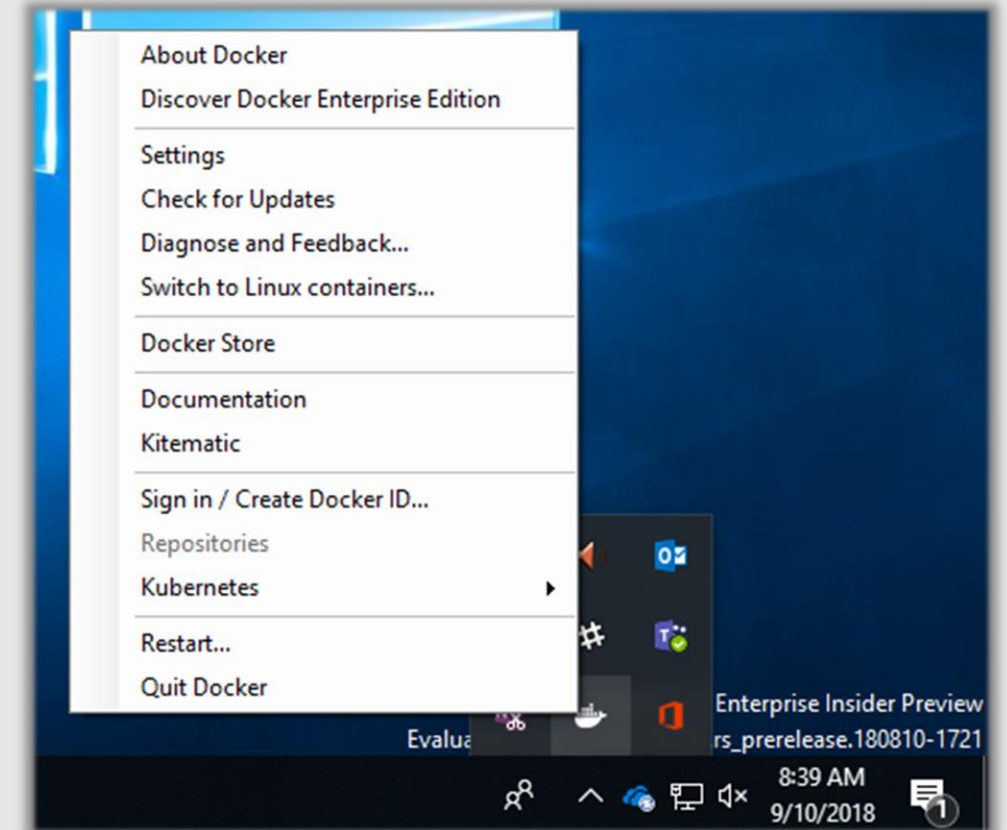 About Docker
Discover Docker Enterprise Edition
Settings
Check for Updates
Diagnose and Feedback...
Switch to Linux containers...
Docker Store
Documentation
Kitematic
Sign in / Create Docker ID...
Repositories
Kubernetes
Restart...
Quit Docker
Enterprise Insider Preview
Evalua rs_prerelease.180810-1721
8:39 AM
9/10/2018
1